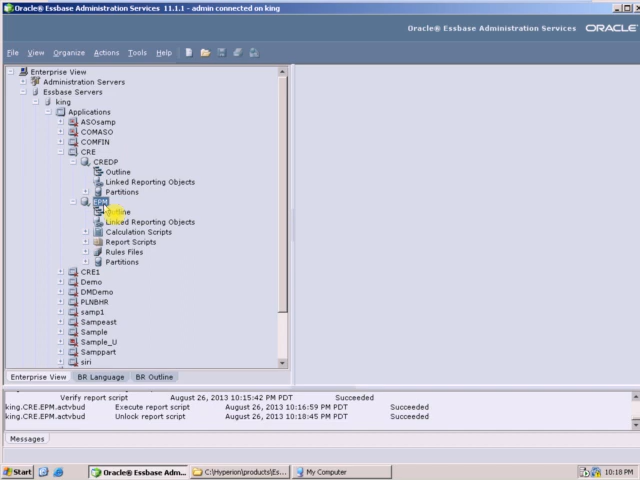 Oracle® Essbase Administration Services 11.1.1 - admin connected on king
Oracle® Essbase Administration Services ORACLE
File View Organize Actions Tools Help
Enterprise View
Administration Servers
Essbase Servers
king
Applications
ASOsamp
COMASO
COMFIN
CRE
CREDP
Outline
Linked Reporting Objects
Partitions
EPM
Outline
Linked Reporting Objects
Calculation Scripts
Report Scripts
Rules Files
Partitions
CRE1
Demo
DMDemo
PLNBHR
samp1
Sampeast
Sample
Sample_U
Samppart
siri
Enterprise View BR Language BR Outline
Verify report script August 26, 2013 10:15:42 PM PDT Succeeded
king.CRE.EPM.actvbud Execute report script August 26, 2013 10:16:59 PM PDT Succeeded
king.CRE.EPM.actvbud Unlock report script August 26, 2013 10:18:45 PM PDT Succeeded
Messages
Start Oracle® Essbase Adm... C:\Hyperion\products\Es... My Computer 10:18 PM